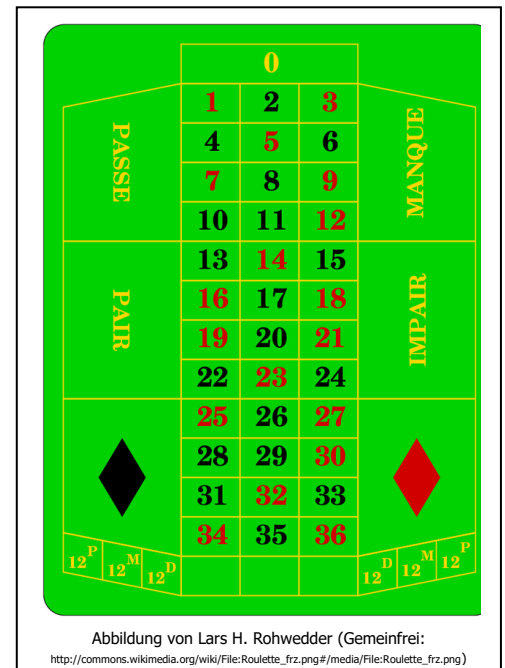 0
1 2 3
4 5 6
7 8 9
10 11 12
13 14 15
16 17 18
19 20 21
22 23 24
25 26 27
28 29 30
31 32 33
34 35 36
PASSE
MANQUE
PAIR
IMPAIR
12P 12M 12D
12D 12M 12P
Abbildung von Lars H. Rohwedder (Gemeinfrei:
http://commons.wikimedia.org/wiki/File:Roulette_frz.png#/media/File:Roulette_frz.png)